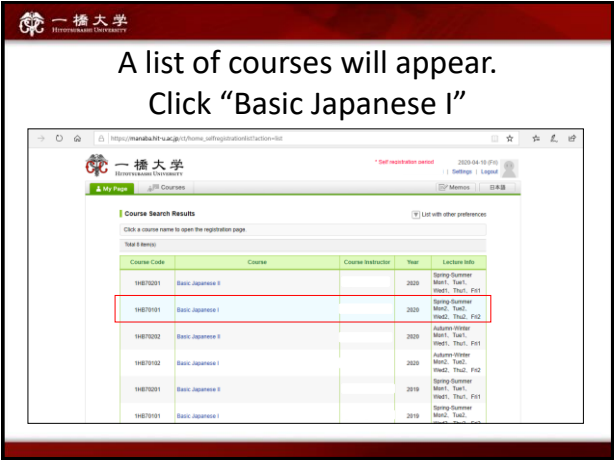 一橋大学
HITOTSUBASHI UNIVERSITY
A list of courses will appear.
Click “Basic Japanese I”
https://manaba.hit-u.ac.jp/ct/home_selfregistrationlist?action=list
一橋大学
HITOTSUBASHI UNIVERSITY
* Self registration period
2020-04-10 (Fri)
| | Settings | Logout
My Page
Courses
Memos
日本語
Course Search Results
List with other preferences
Click a course name to open the registration page.
Total 8 item(s)
Course Code Course Course Instructor Year Lecture Info
1HB70201 Basic Japanese II 2020 Spring-Summer
Mon1、Tue1、
Wed1、Thu1、Fri1
1HB70101 Basic Japanese I 2020 Spring-Summer
Mon2、Tue2、
Wed2、Thu2、Fri2
1HB70202 Basic Japanese II 2020 Autumn-Winter
Mon1、Tue1、
Wed1、Thu1、Fri1
1HB70102 Basic Japanese I 2020 Autumn-Winter
Mon2、Tue2、
Wed2、Thu2、Fri2
1HB70201 Basic Japanese II 2019 Spring-Summer
Mon1、Tue1、
Wed1、Thu1、Fri1
1HB70101 Basic Japanese I 2019 Spring-Summer
Mon2、Tue2、